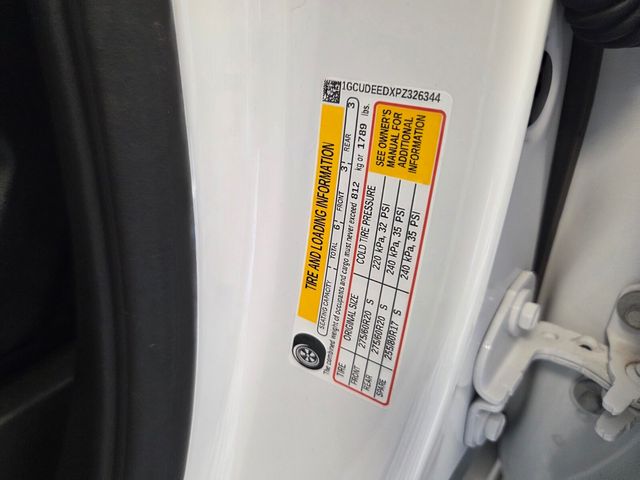 1GCUDEEDXPZ326344
TIRE AND LOADING INFORMATION
SEATING CAPACITY TOTAL 6 FRONT 3 REAR 3
The combined weight of occupants and cargo must never exceed 812 kg or 1789 lbs.
TIRE ORIGINAL SIZE COLD TIRE PRESSURE
FRONT 275/60R20 S 220 kPa, 32 PSI
REAR 275/60R20 S 240 kPa, 35 PSI
SPARE 255/80R17 S 240 kPa, 35 PSI
SEE OWNER'S
MANUAL FOR
ADDITIONAL
INFORMATION